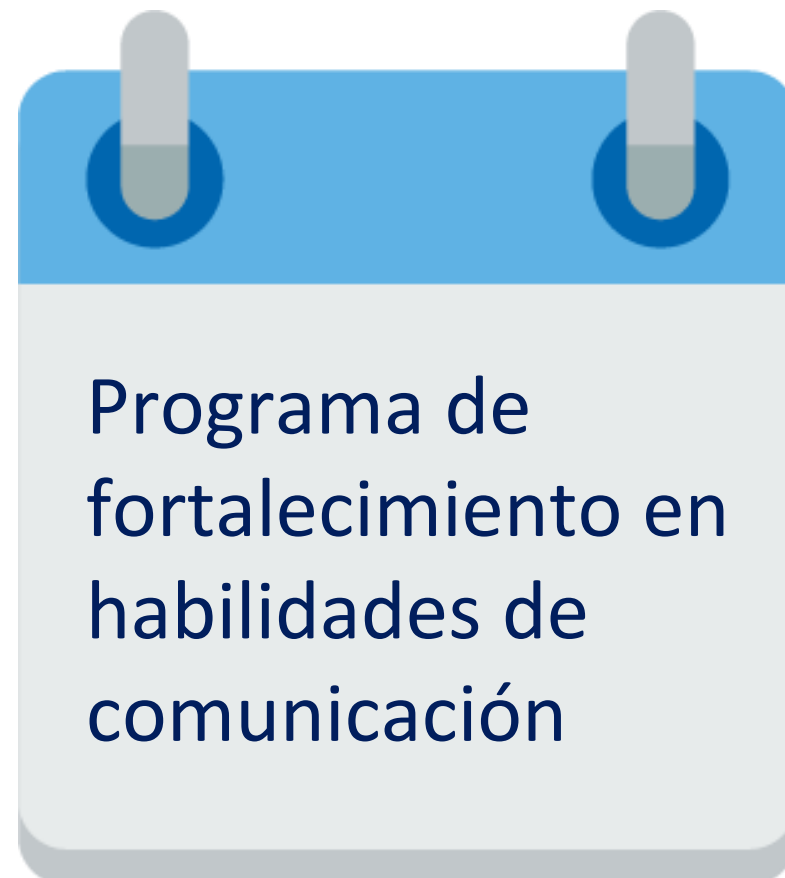 Programa de
fortalecimiento en
habilidades de
comunicación